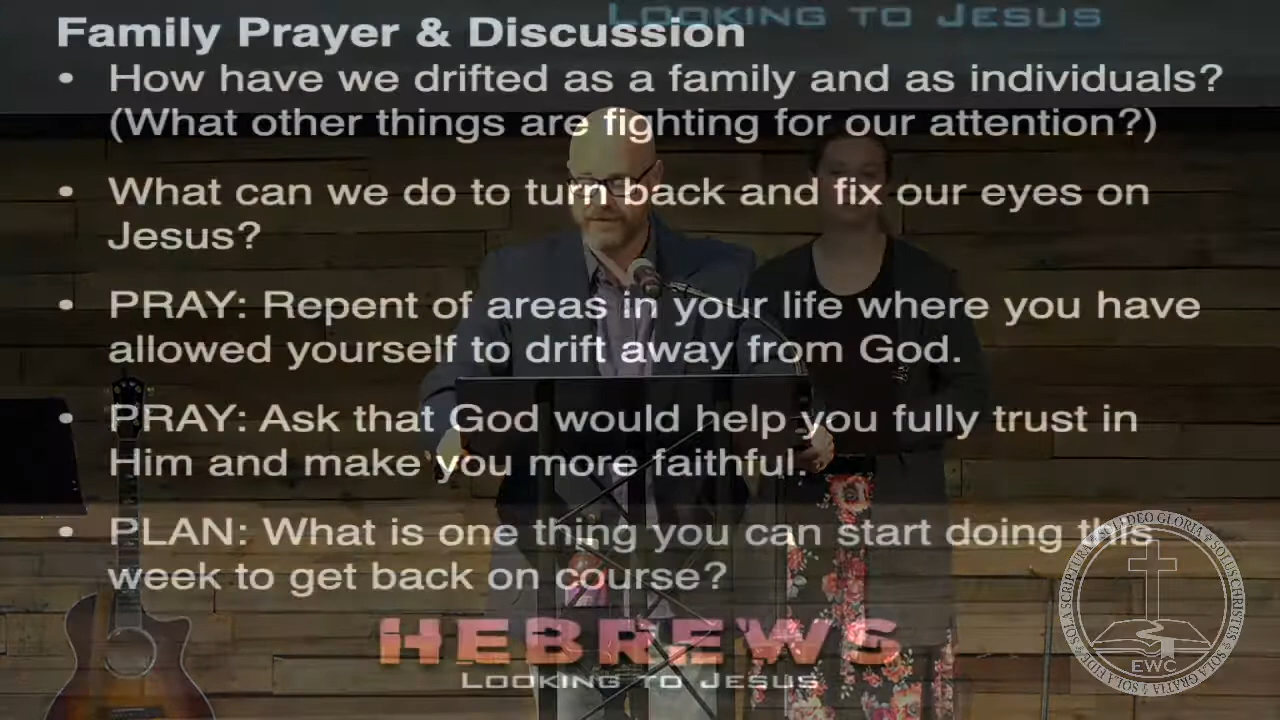 LOOKING TO JESUS
Family Prayer & Discussion
• How have we drifted as a family and as individuals?
(What other things are fighting for our attention?)
• What can we do to turn back and fix our eyes on
Jesus?
• PRAY: Repent of areas in your life where you have
allowed yourself to drift away from God.
• PRAY: Ask that God would help you fully trust in
Him and make you more faithful.
• PLAN: What is one thing you can start doing this
week to get back on course?
HEBREWS
LOOKING TO JESUS
SOLA SCRIPTURA • SOLI DEO GLORIA • SOLUS CHRISTUS • SOLA GRATIA • SOLA FIDE •
EWC